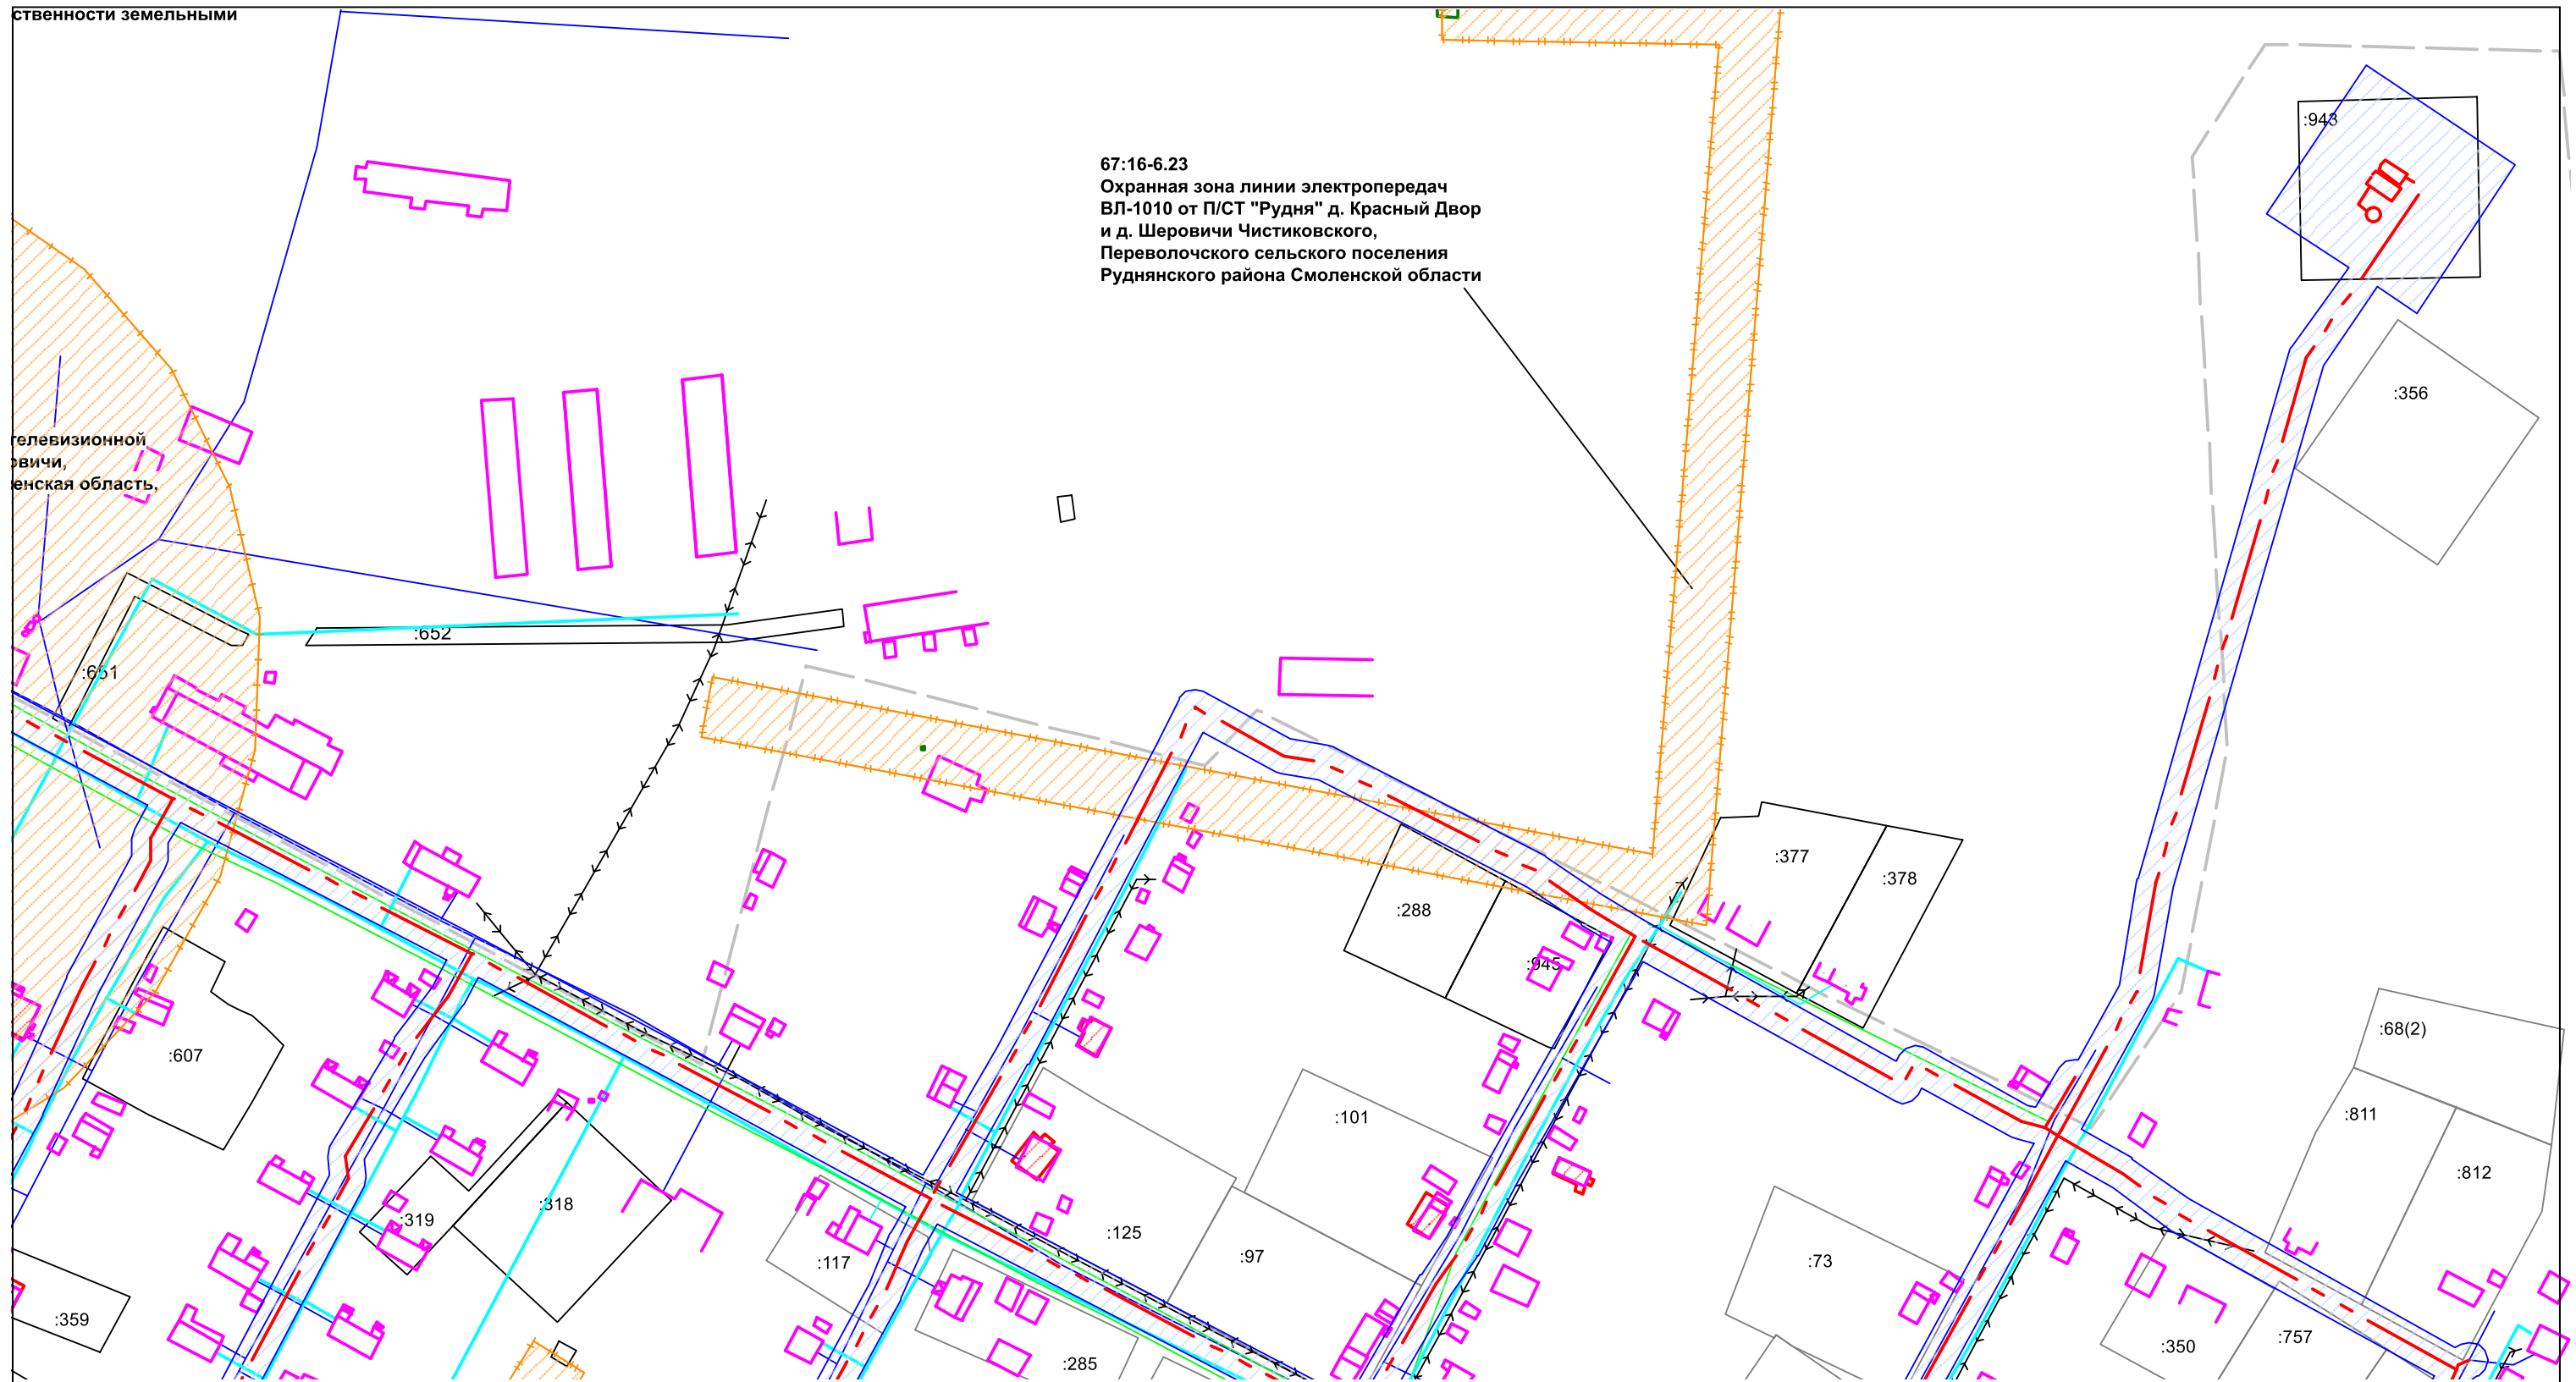 ственности земельными
:943
67:16-6.23
Охранная зона линии электропередач
ВЛ-1010 от П/СТ "Рудня" д. Красный Двор
и д. Шеровичи Чистиковского,
Переволочского сельского поселения
Руднянского района Смоленской области
:356
телевизионной
овичи,
енская область,
:652
:651
:377
:378
:288
:945
:68(2)
:607
:101
:811
:812
:319
:318
:125
:97
:117
:73
:359
:285
:350
:757